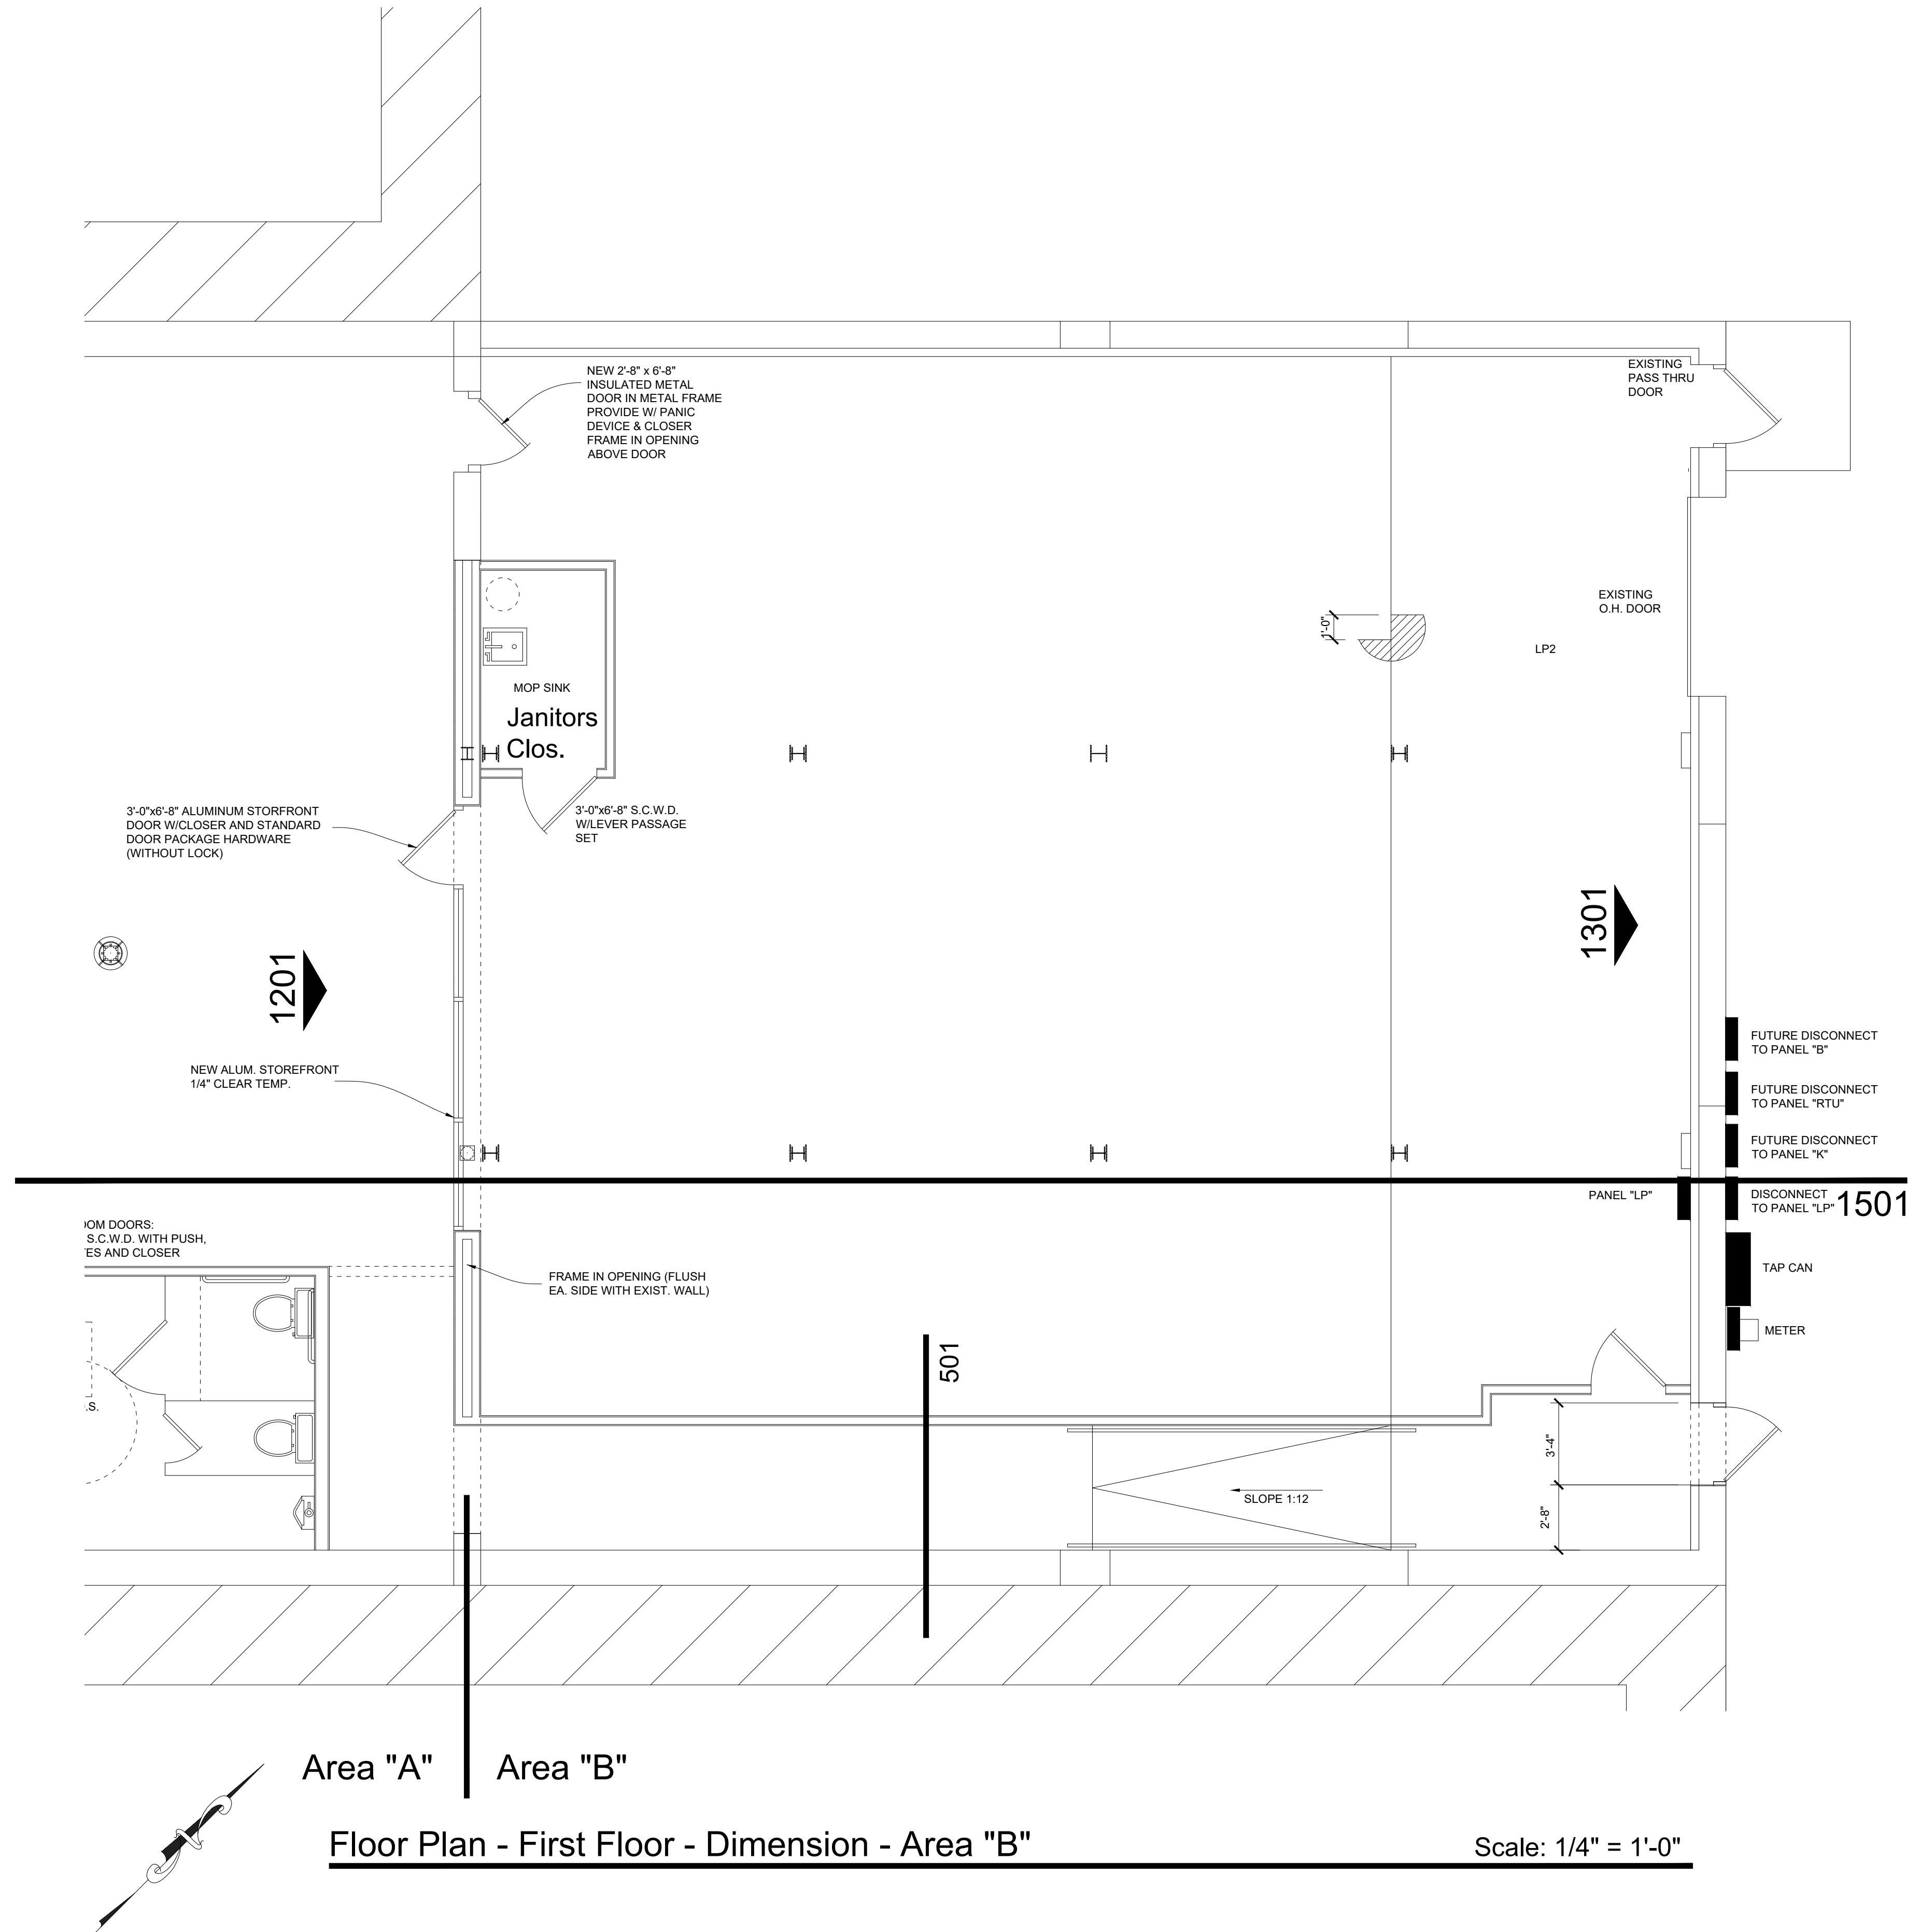 NEW 2'-8" x 6'-8"
INSULATED METAL
DOOR IN METAL FRAME
PROVIDE W/ PANIC
DEVICE & CLOSER
FRAME IN OPENING
ABOVE DOOR
EXISTING
PASS THRU
DOOR
EXISTING
O.H. DOOR
1'-0"
LP2
MOP SINK
Janitors
Clos.
3'-0"x6'-8" ALUMINUM STORFRONT
DOOR W/CLOSER AND STANDARD
DOOR PACKAGE HARDWARE
(WITHOUT LOCK)
3'-0"x6'-8" S.C.W.D.
W/LEVER PASSAGE
SET
1301
1201
NEW ALUM. STOREFRONT
1/4" CLEAR TEMP.
FUTURE DISCONNECT
TO PANEL "B"
FUTURE DISCONNECT
TO PANEL "RTU"
FUTURE DISCONNECT
TO PANEL "K"
PANEL "LP"
DISCONNECT
TO PANEL "LP"
1501
DOORS:
S.C.W.D. WITH PUSH,
AND CLOSER
TAP CAN
FRAME IN OPENING (FLUSH
EA. SIDE WITH EXIST. WALL)
METER
501
.S.
3'-4"
SLOPE 1:12
2'-8"
Area "A"
Area "B"
Floor Plan - First Floor - Dimension - Area "B"
Scale: 1/4" = 1'-0"